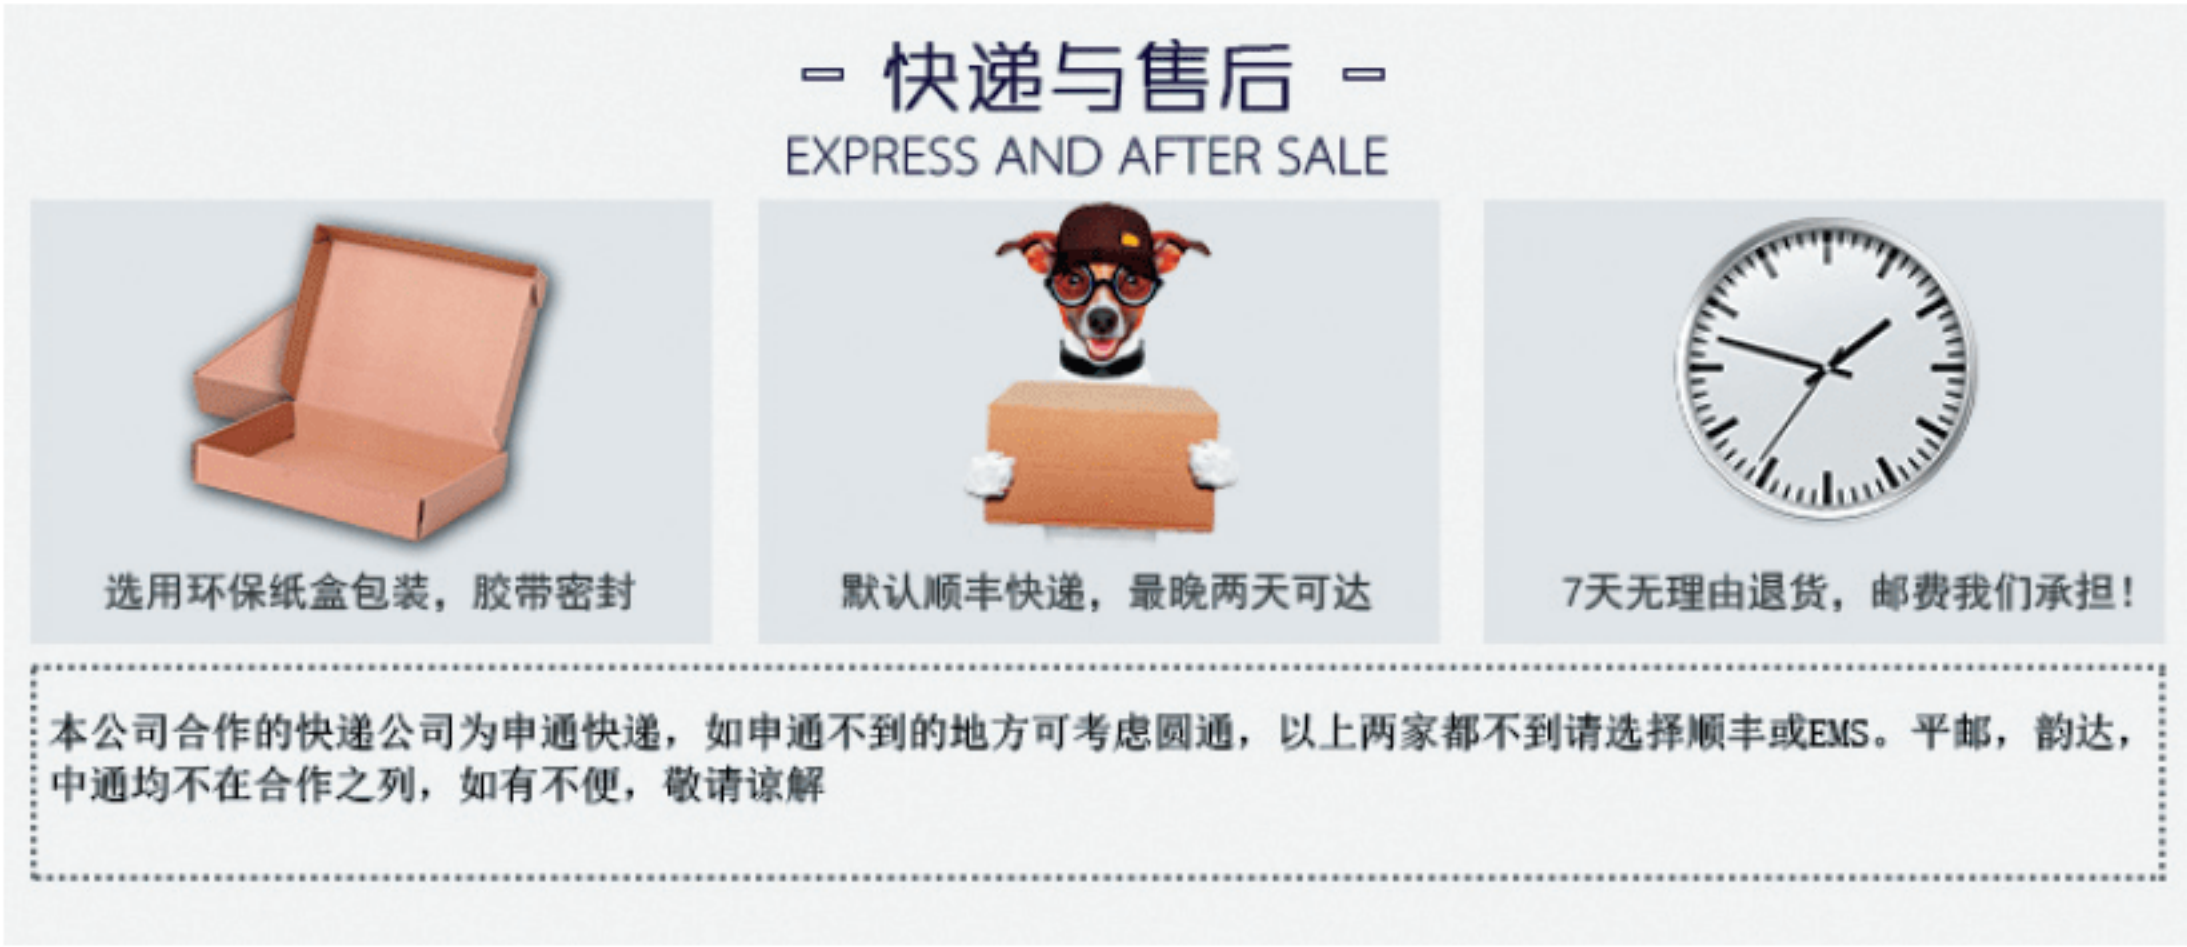 快递与售后
EXPRESS AND AFTER SALE
选用环保纸盒包装，胶带密封
默认顺丰快递，最晚两天可达
7天无理由退货，邮费我们承担！
本公司合作的快递公司为申通快递，如申通不到的地方可考虑圆通，以上两家都不到请选择顺丰或EMS。平邮，韵达，
中通均不在合作之列，如有不便，敬请谅解